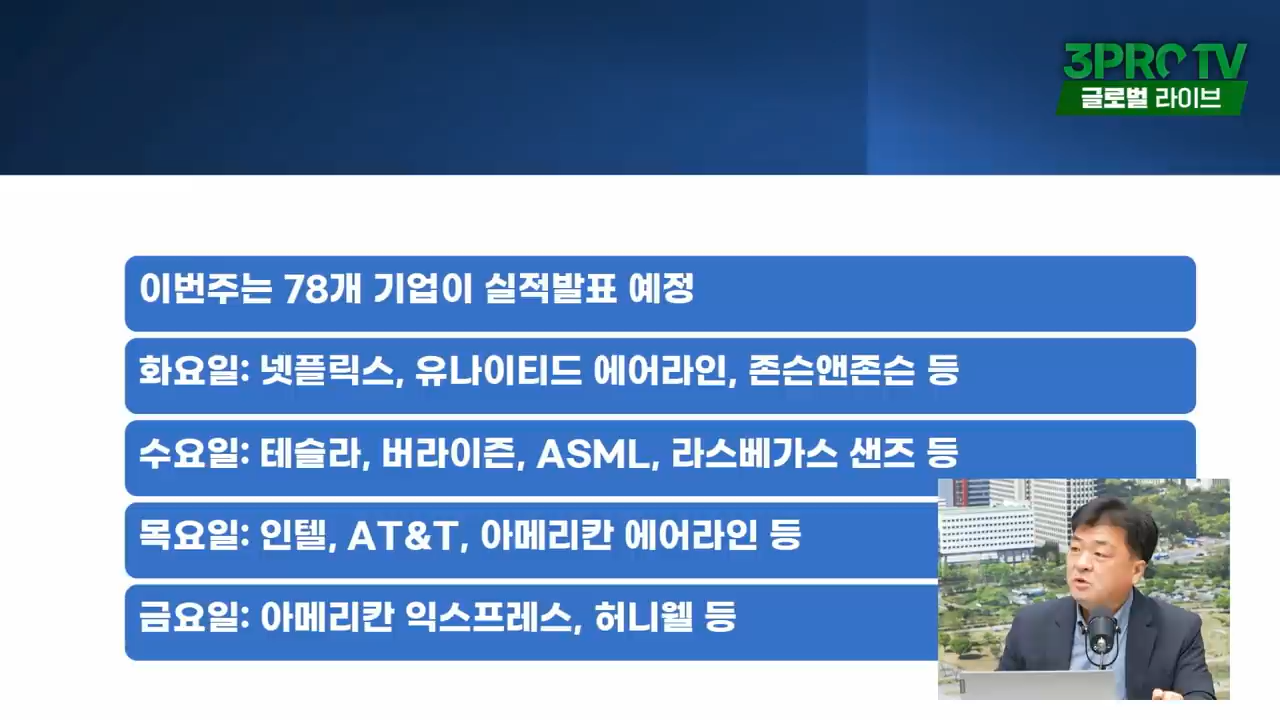 3PRO TV
글로벌 라이브
이번주는 78개 기업이 실적발표 예정
화요일: 넷플릭스, 유나이티드 에어라인, 존슨앤존슨 등
수요일: 테슬라, 버라이즌, ASML, 라스베가스 샌즈 등
목요일: 인텔, AT&T, 아메리칸 에어라인 등
금요일: 아메리칸 익스프레스, 허니웰 등